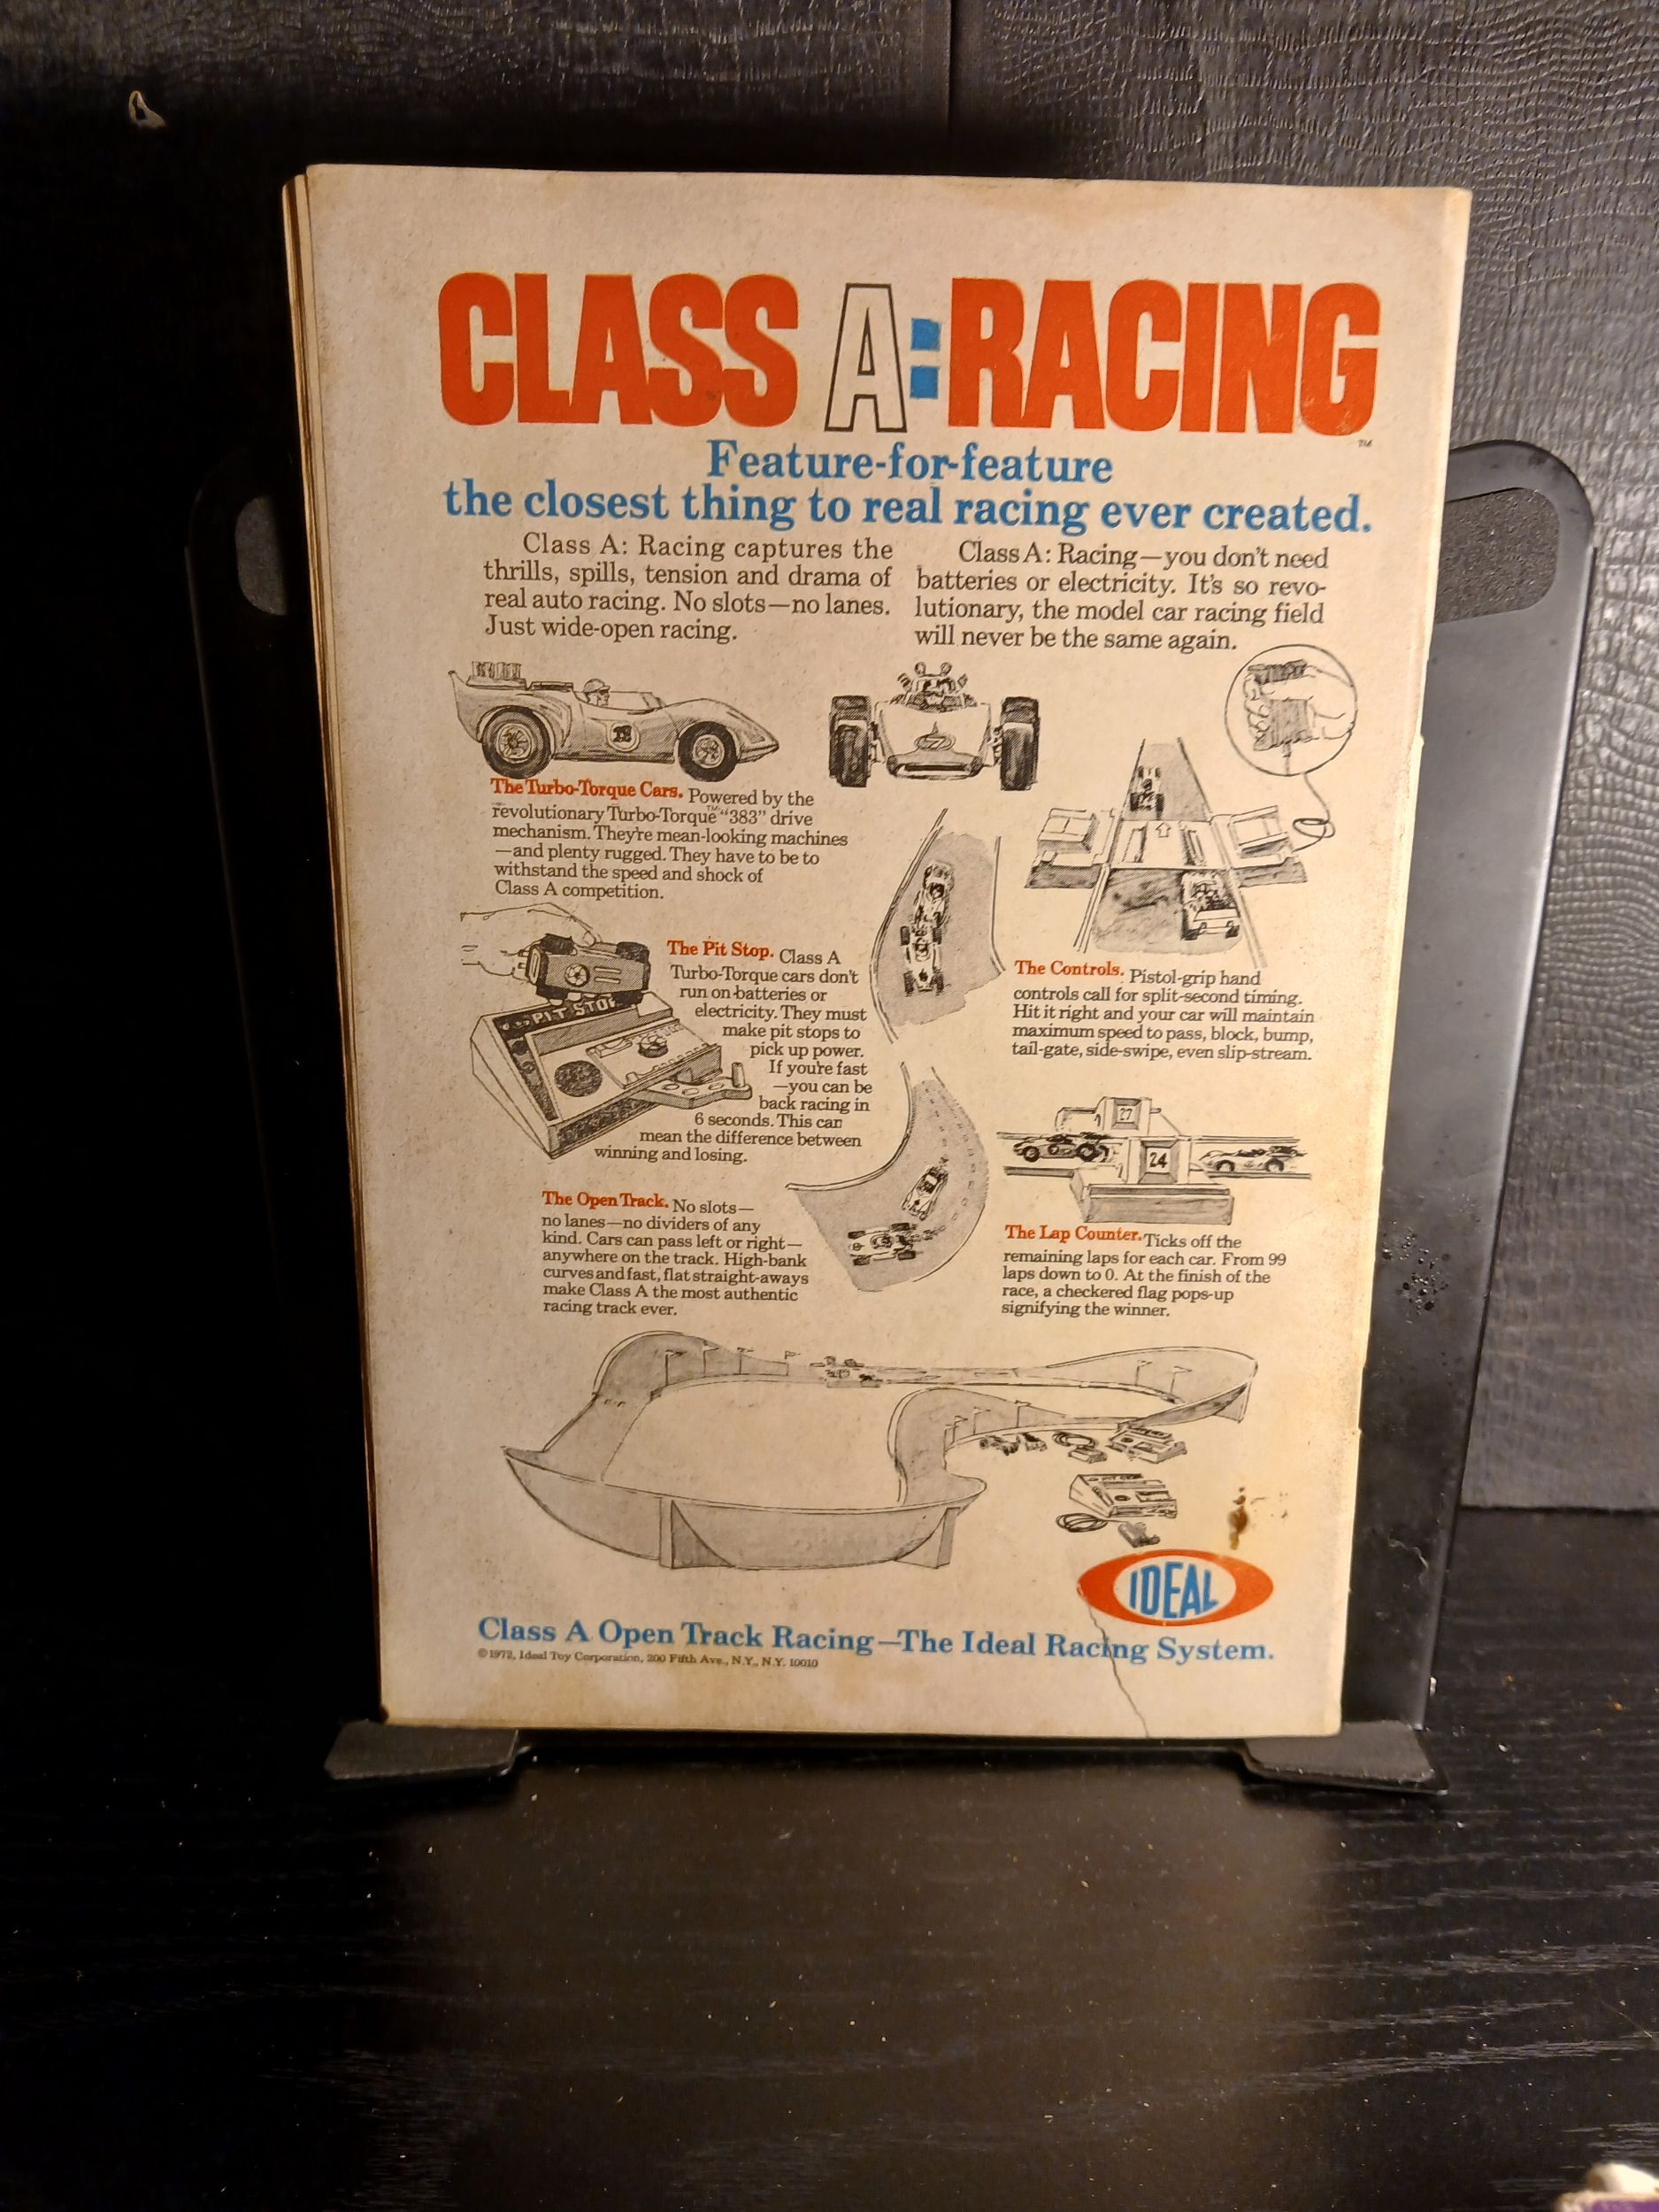 CLASS A:RACING
TM
Feature-for-feature
the closest thing to real racing ever created.
Class A: Racing captures the
thrills, spills, tension and drama of
real auto racing. No slots—no lanes.
Just wide-open racing.
Class A: Racing—you don't need
batteries or electricity. It's so revo-
lutionary, the model car racing field
will never be the same again.
The Turbo-Torque Cars. Powered by the
revolutionary Turbo-Torque™ "383" drive
mechanism. They're mean-looking machines
—and plenty rugged. They have to be to
withstand the speed and shock of
Class A competition.
PIT STOP
The Pit Stop. Class A
Turbo-Torque cars don't
run on batteries or
electricity. They must
make pit stops to
pick up power.
If you're fast
—you can be
back racing in
6 seconds. This can
mean the difference between
winning and losing.
The Controls. Pistol-grip hand
controls call for split-second timing.
Hit it right and your car will maintain
maximum speed to pass, block, bump,
tail-gate, side-swipe, even slip-stream.
27
24
The Open Track. No slots—
no lanes—no dividers of any
kind. Cars can pass left or right—
anywhere on the track. High-bank
curves and fast, flat straight-aways
make Class A the most authentic
racing track ever.
The Lap Counter. Ticks off the
remaining laps for each car. From 99
laps down to 0. At the finish of the
race, a checkered flag pops-up
signifying the winner.
IDEAL
Class A Open Track Racing—The Ideal Racing System.
©1972, Ideal Toy Corporation, 200 Fifth Ave., N.Y., N.Y. 10010